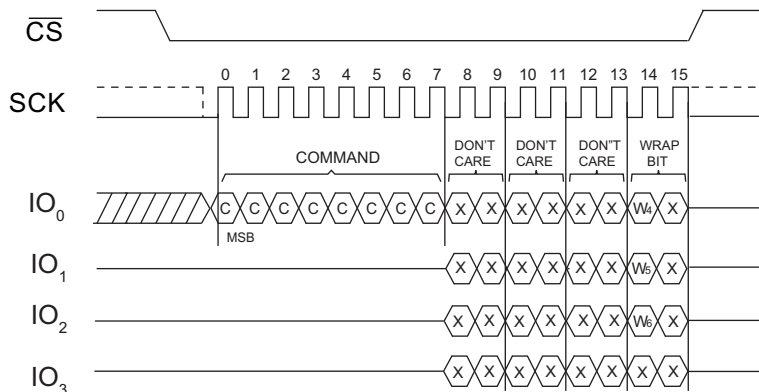 CS
0 1 2 3 4 5 6 7 8 9 10 11 12 13 14 15
SCK
COMMAND
DON'T CARE
DON'T CARE
DON"T CARE
WRAP BIT
IO0 C C C C C C C C X X X X X X W4 X
MSB
IO1 X X X X X X W5 X
IO2 X X X X X X W6 X
IO3 X X X X X X X X